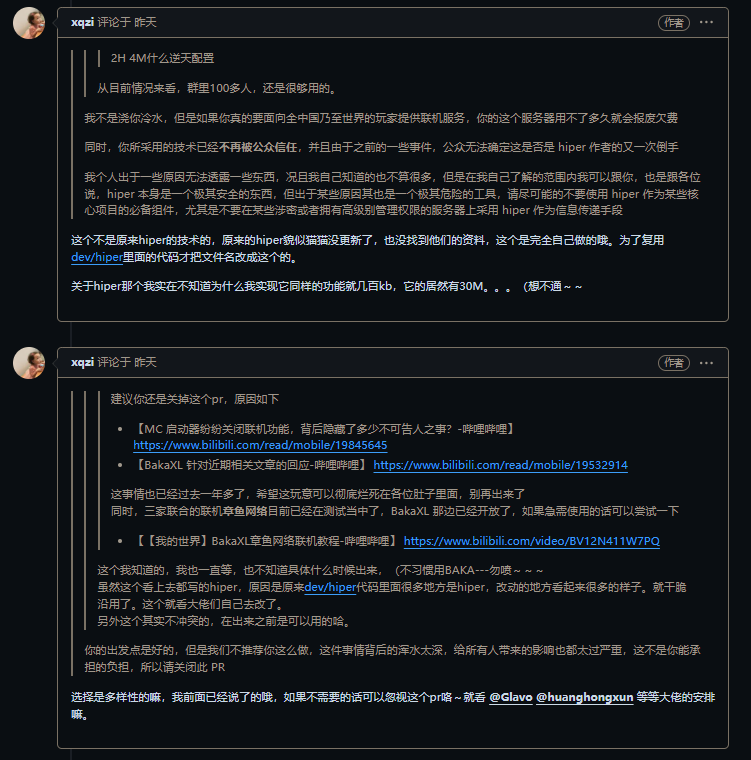 xqzi 评论于 昨天
作者
2H 4M什么逆天配置
从目前情况来看，群里100多人，还是很够用的。
我不是浇你冷水，但是如果你真的要面向全中国乃至世界的玩家提供联机服务，你的这个服务器用不了多久就会报废欠费
同时，你所采用的技术已经不再被公众信任，并且由于之前的一些事件，公众无法确定这是否是 hiper 作者的又一次倒手
我个人出于一些原因无法透露一些东西，况且我自己知道的也不算很多，但是在我自己了解的范围内我可以跟你，也是跟各位
说，hiper 本身是一个极其安全的东西，但出于某些原因其也是一个极其危险的工具，请尽可能的不要使用 hiper 作为某些核
心项目的必备组件，尤其是不要在某些涉密或者拥有高级别管理权限的服务器上采用 hiper 作为信息传递手段
这个不是原来hiper的技术的，原来的hiper貌似猫猫没更新了，也没找到他们的资料，这个是完全自己做的哦。为了复用
dev/hiper里面的代码才把文件名改成这个的。
关于hiper那个我实在不知道为什么我实现它同样的功能就几百kb，它的居然有30M。。。（想不通～～
xqzi 评论于 昨天
作者
建议你还是关掉这个pr，原因如下
【MC 启动器纷纷关闭联机功能，背后隐藏了多少不可告人之事？-哔哩哔哩】
https://www.bilibili.com/read/mobile/19845645
【BakaXL 针对近期相关文章的回应-哔哩哔哩】 https://www.bilibili.com/read/mobile/19532914
这事情也已经过去一年多了，希望这玩意可以彻底烂死在各位肚子里面，别再出来了
同时，三家联合的联机章鱼网络目前已经在测试当中了，BakaXL 那边已经开放了，如果急需使用的话可以尝试一下
【【我的世界】BakaXL章鱼网络联机教程-哔哩哔哩】 https://www.bilibili.com/video/BV12N411W7PQ
这个我知道的，我也一直等，也不知道具体什么时候出来，（不习惯用BAKA---勿喷～～～
虽然这个看上去都写的hiper，原因是原来dev/hiper代码里面很多地方是hiper，改动的地方看起来很多的样子。就干脆
沿用了。这个就看大佬们自己去改了。
另外这个其实不冲突的，在出来之前是可以用的哈。
你的出发点是好的，但是我们不推荐你这么做，这件事情背后的浑水太深，给所有人带来的影响也都太过严重，这不是你能承
担的负担，所以请关闭此 PR
选择是多样性的嘛，我前面已经说了的哦，如果不需要的话可以忽视这个pr咯～就看 @Glavo @huanghongxun 等等大佬的安排
嘛。